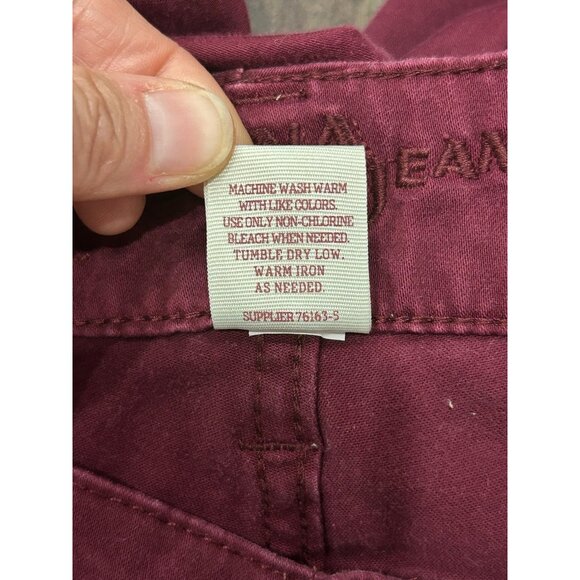 MACHINE WASH WARM
WITH LIKE COLORS.
USE ONLY NON-CHLORINE
BLEACH WHEN NEEDED.
TUMBLE DRY LOW.
WARM IRON
AS NEEDED.
SUPPLIER 76163-S